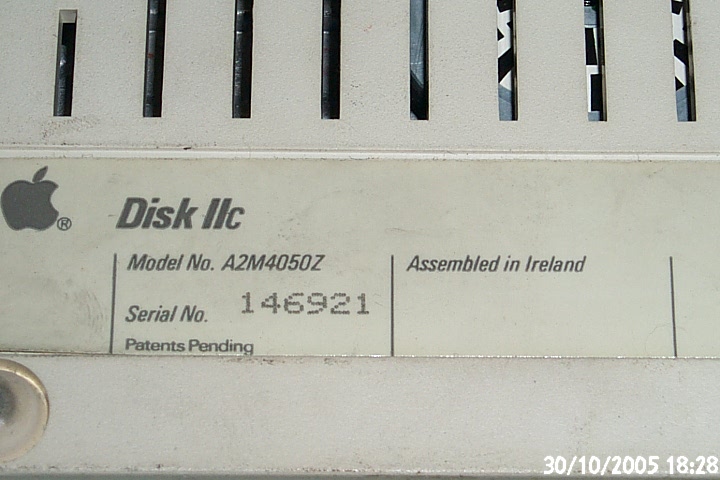 Disk IIc
Model No. A2M4050Z
Assembled in Ireland
Serial No. 146921
Patents Pending
30/10/2005 18:28